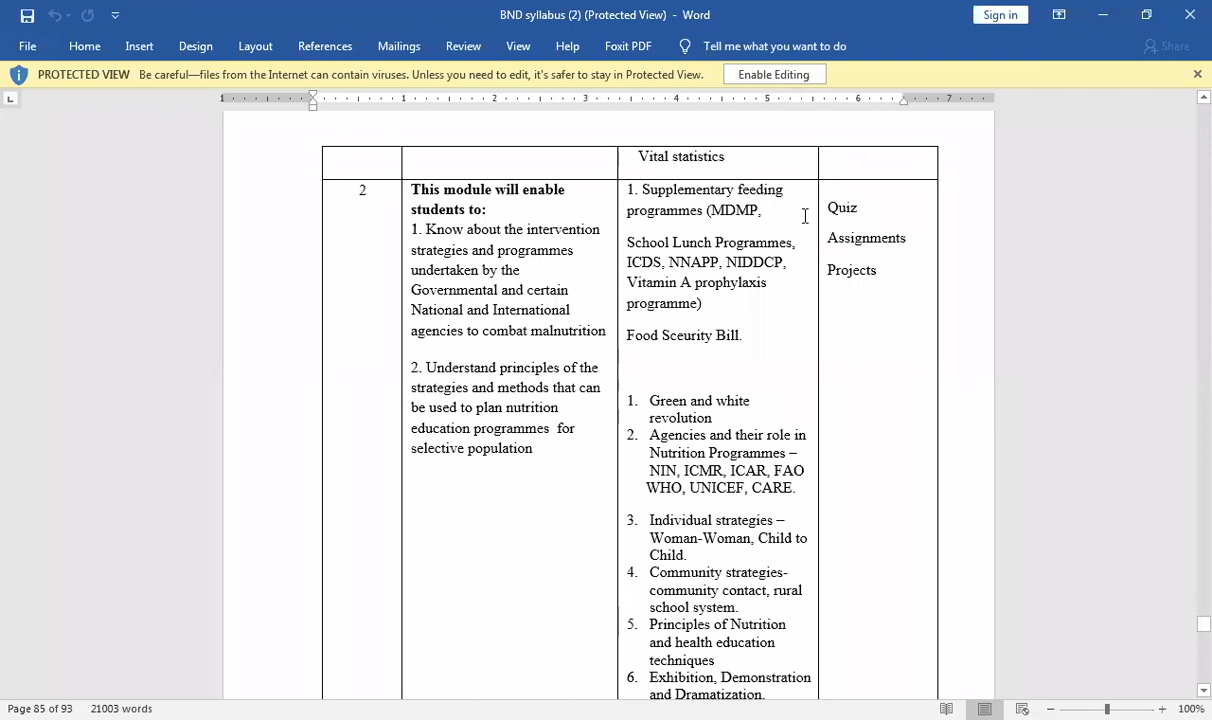 BND syllabus (2) (Protected View) - Word
Sign in
File Home Insert Design Layout References Mailings Review View Help Foxit PDF Tell me what you want to do Share
PROTECTED VIEW Be careful—files from the Internet can contain viruses. Unless you need to edit, it's safer to stay in Protected View. Enable Editing
1 1 2 3 4 5 6 7
Vital statistics
2
This module will enable
students to:
1. Know about the intervention
strategies and programmes
undertaken by the
Governmental and certain
National and International
agencies to combat malnutrition
2. Understand principles of the
strategies and methods that can
be used to plan nutrition
education programmes for
selective population
1. Supplementary feeding
programmes (MDMP,
School Lunch Programmes,
ICDS, NNAPP, NIDDCP,
Vitamin A prophylaxis
programme)
Food Sceurity Bill.
1. Green and white
revolution
2. Agencies and their role in
Nutrition Programmes –
NIN, ICMR, ICAR, FAO
WHO, UNICEF, CARE.
3. Individual strategies –
Woman-Woman, Child to
Child.
4. Community strategies-
community contact, rural
school system.
5. Principles of Nutrition
and health education
techniques
6. Exhibition, Demonstration
and Dramatization.
Quiz
Assignments
Projects
Page 85 of 93 21003 words
100%